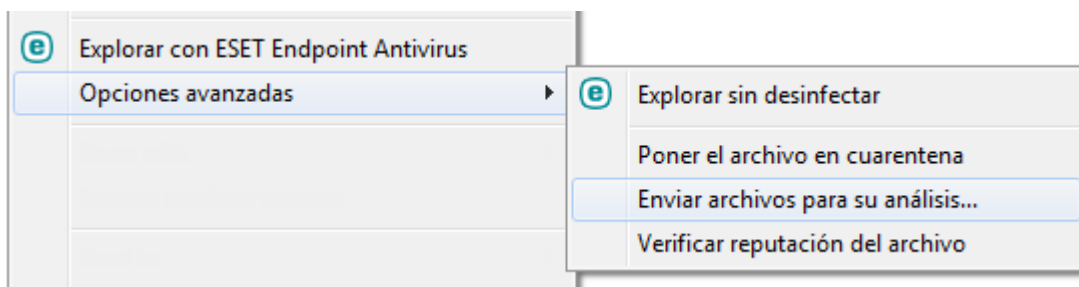 Explorar con ESET Endpoint Antivirus
Opciones avanzadas
Explorar sin desinfectar
Poner el archivo en cuarentena
Enviar archivos para su análisis...
Verificar reputación del archivo